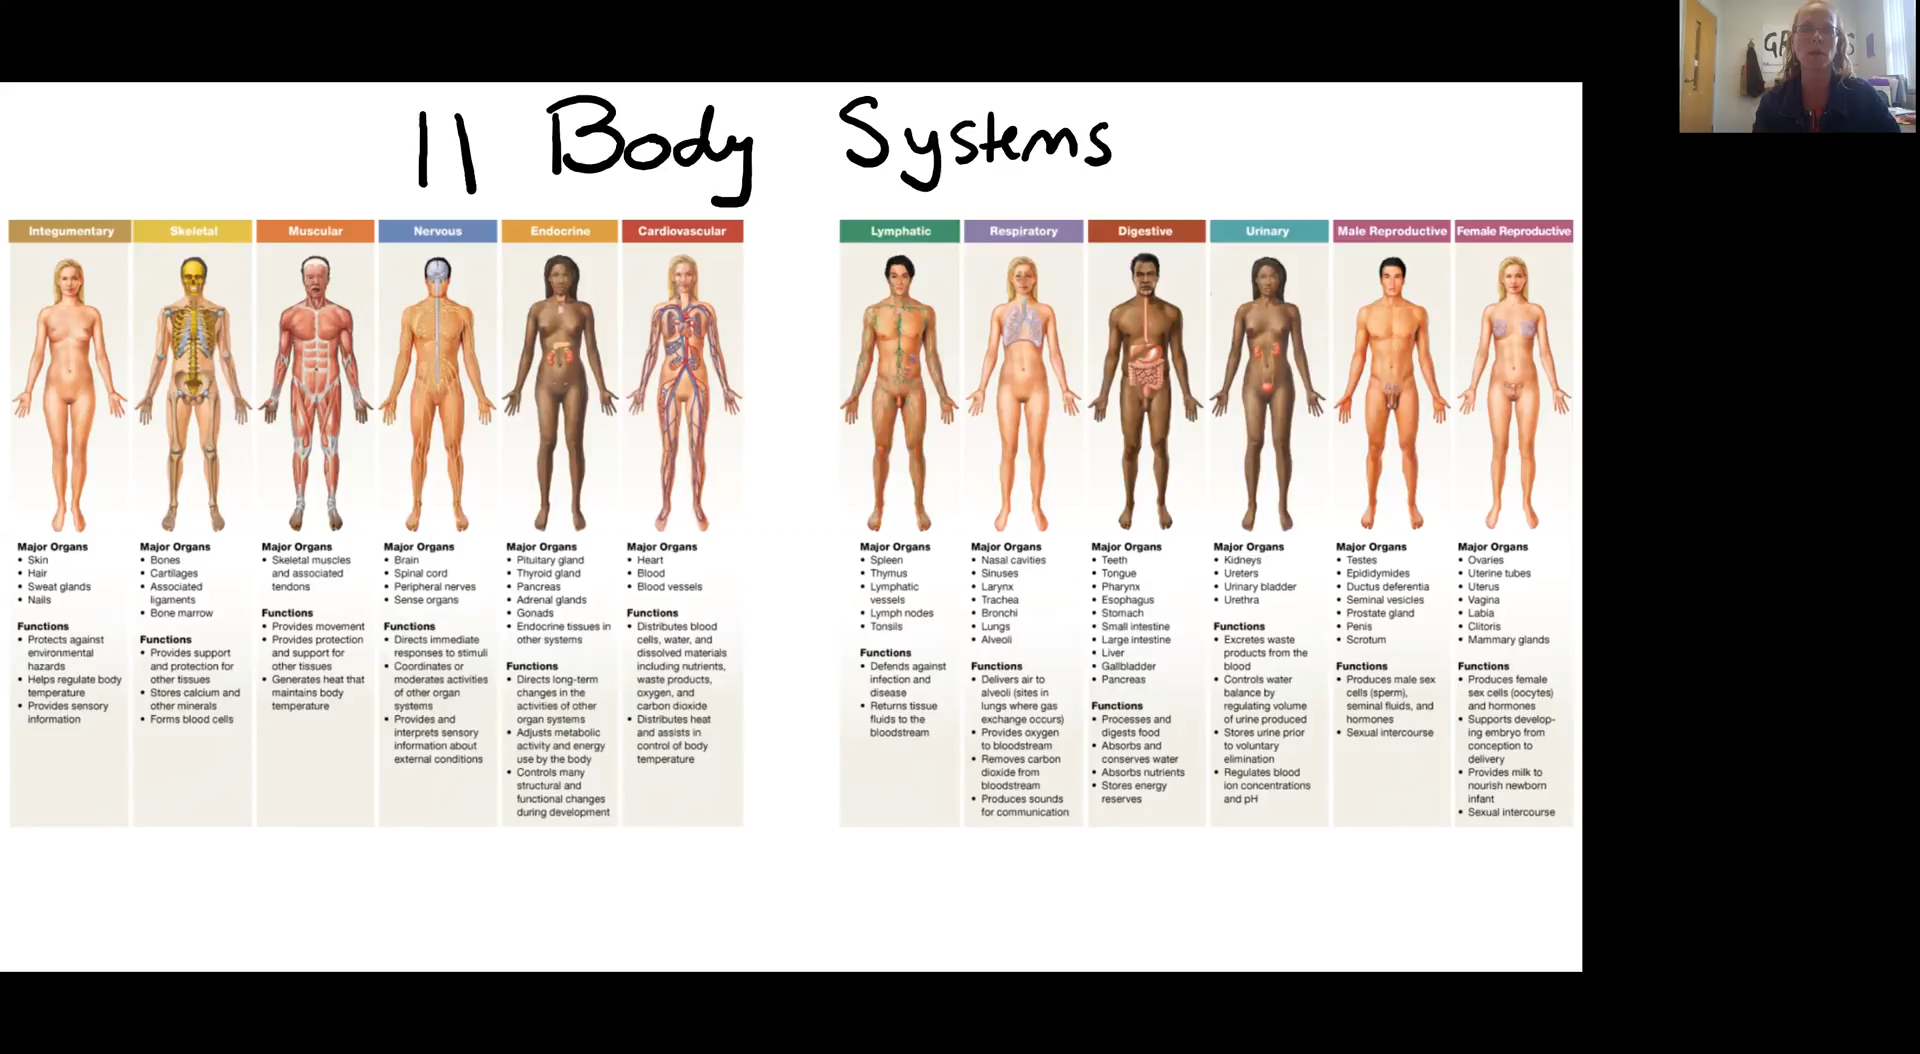 11 Body Systems
Integumentary
Major Organs
• Skin
• Hair
• Sweat glands
• Nails
Functions
• Protects against
environmental
hazards
• Helps regulate body
temperature
• Provides sensory
information
Skeletal
Major Organs
• Bones
• Cartilages
• Associated
ligaments
• Bone marrow
Functions
• Provides support
and protection for
other tissues
• Stores calcium and
other minerals
• Forms blood cells
Muscular
Major Organs
• Skeletal muscles
and associated
tendons
Functions
• Provides movement
• Provides protection
and support for
other tissues
• Generates heat that
maintains body
temperature
Nervous
Major Organs
• Brain
• Spinal cord
• Peripheral nerves
• Sense organs
Functions
• Directs immediate
responses to stimuli
• Coordinates or
moderates activities
of other organ
systems
• Provides and
interprets sensory
information about
external conditions
Endocrine
Major Organs
• Pituitary gland
• Thyroid gland
• Pancreas
• Adrenal glands
• Gonads
• Endocrine tissues in
other systems
Functions
• Directs long-term
changes in the
activities of other
organ systems
• Adjusts metabolic
activity and energy
use by the body
• Controls many
structural and
functional changes
during development
Cardiovascular
Major Organs
• Heart
• Blood
• Blood vessels
Functions
• Distributes blood
cells, water, and
dissolved materials
including nutrients,
waste products,
oxygen, and
carbon dioxide
• Distributes heat
and assists in
control of body
temperature
Lymphatic
Major Organs
• Spleen
• Thymus
• Lymphatic
vessels
• Lymph nodes
• Tonsils
Functions
• Defends against
infection and
disease
• Returns tissue
fluids to the
bloodstream
Respiratory
Major Organs
• Nasal cavities
• Sinuses
• Larynx
• Trachea
• Bronchi
• Lungs
• Alveoli
Functions
• Delivers air to
alveoli (sites in
lungs where gas
exchange occurs)
• Provides oxygen
to bloodstream
• Removes carbon
dioxide from
bloodstream
• Produces sounds
for communication
Digestive
Major Organs
• Teeth
• Tongue
• Pharynx
• Esophagus
• Stomach
• Small intestine
• Large intestine
• Liver
• Gallbladder
• Pancreas
Functions
• Processes and
digests food
• Absorbs and
conserves water
• Absorbs nutrients
• Stores energy
reserves
Urinary
Major Organs
• Kidneys
• Ureters
• Urinary bladder
• Urethra
Functions
• Excretes waste
products from the
blood
• Controls water
balance by
regulating volume
of urine produced
• Stores urine prior
to voluntary
elimination
• Regulates blood
ion concentrations
and pH
Male Reproductive
Major Organs
• Testes
• Epididymides
• Ductus deferentia
• Seminal vesicles
• Prostate gland
• Penis
• Scrotum
Functions
• Produces male sex
cells (sperm),
seminal fluids, and
hormones
• Sexual intercourse
Female Reproductive
Major Organs
• Ovaries
• Uterine tubes
• Uterus
• Vagina
• Labia
• Clitoris
• Mammary glands
Functions
• Produces female
sex cells (oocytes)
and hormones
• Supports develop-
ing embryo from
conception to
delivery
• Provides milk to
nourish newborn
infant
• Sexual intercourse